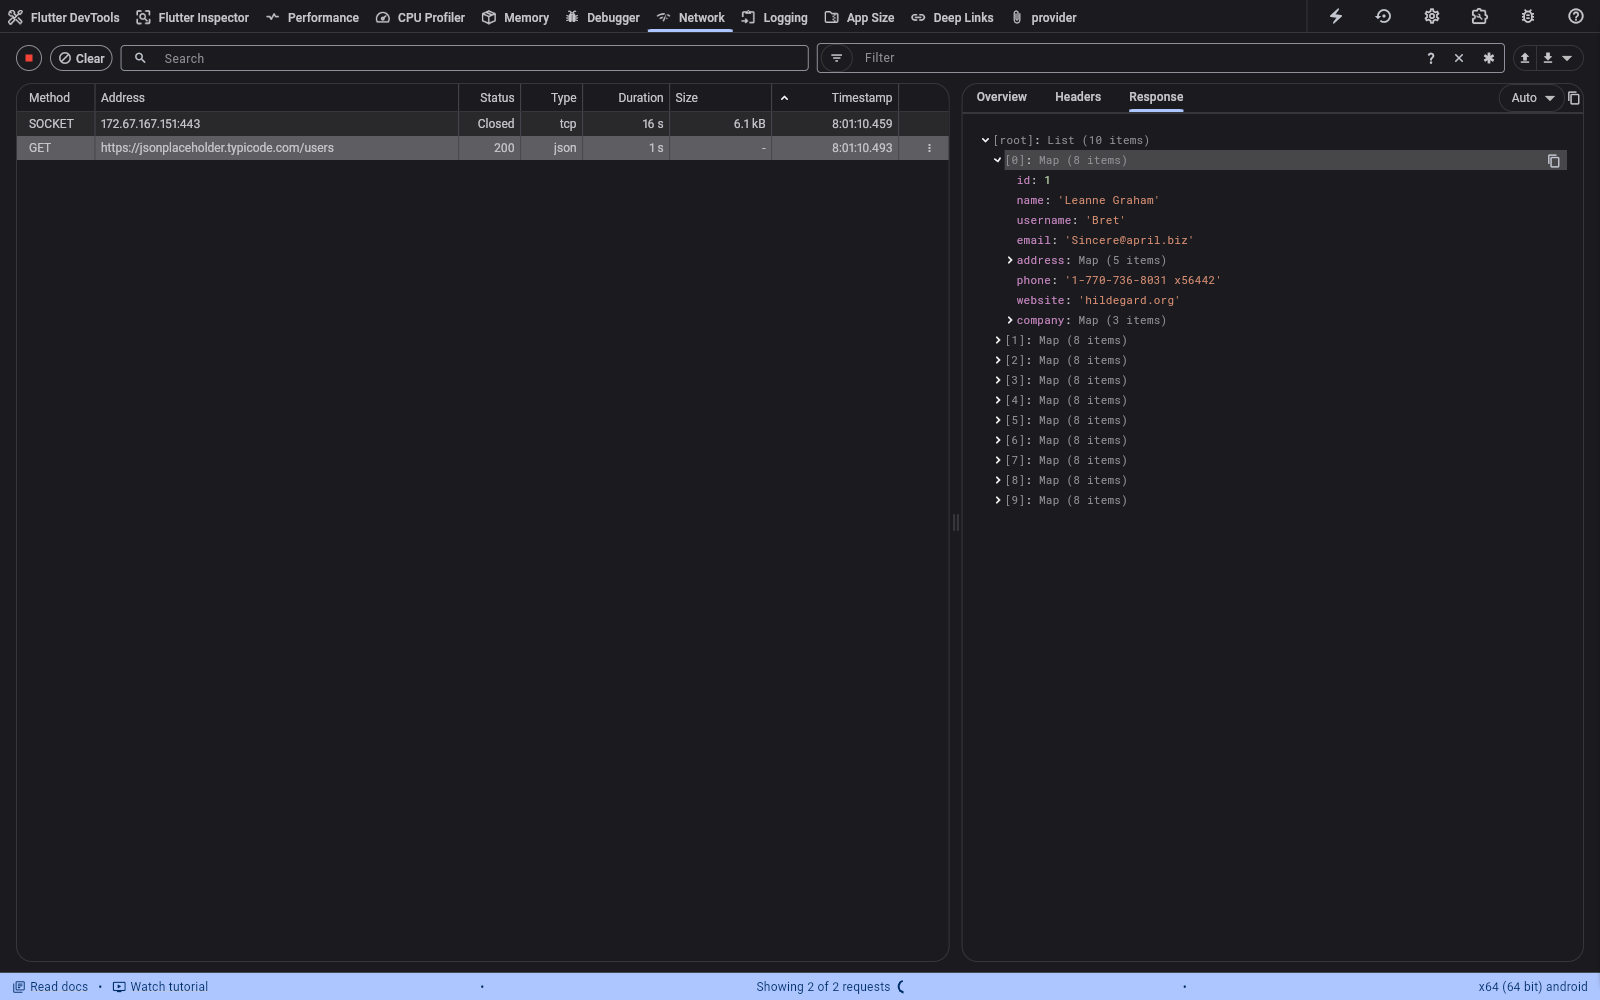 Flutter DevTools Flutter Inspector Performance CPU Profiler Memory Debugger Network Logging App Size Deep Links provider
Clear Search Filter ? 
Method Address Status Type Duration Size Timestamp
SOCKET 172.67.167.151:443 Closed tcp 16 s 6.1 kB 8:01:10.459
GET https://jsonplaceholder.typicode.com/users 200 json 1 s - 8:01:10.493
Overview Headers Response Auto
[root]: List (10 items)
[0]: Map (8 items)
id: 1
name: 'Leanne Graham'
username: 'Bret'
email: 'Sincere@april.biz'
address: Map (5 items)
phone: '1-770-736-8031 x56442'
website: 'hildegard.org'
company: Map (3 items)
[1]: Map (8 items)
[2]: Map (8 items)
[3]: Map (8 items)
[4]: Map (8 items)
[5]: Map (8 items)
[6]: Map (8 items)
[7]: Map (8 items)
[8]: Map (8 items)
[9]: Map (8 items)
Read docs • Watch tutorial • Showing 2 of 2 requests • x64 (64 bit) android